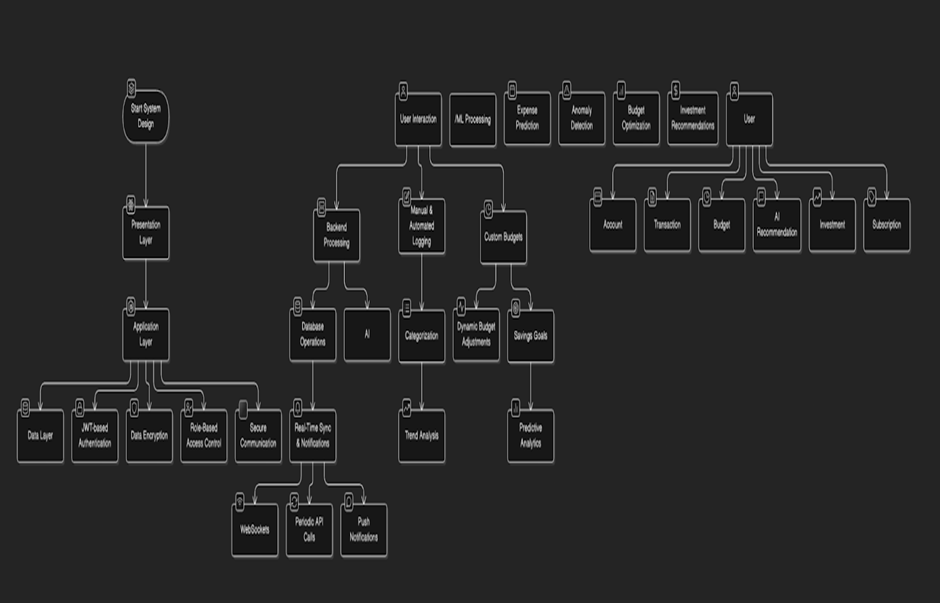 Start System
Design
User Interaction
/ML Processing
Expense
Prediction
Anomaly
Detection
Budget
Optimization
Investment
Recommendations
User
Presentation
Layer
Backend
Processing
Manual &
Automated
Logging
Custom Budgets
Account
Transaction
Budget
AI
Recommendation
Investment
Subscription
Application
Layer
Database
Operations
AI
Categorization
Dynamic Budget
Adjustments
Savings Goals
Data Layer
JWT-based
Authentication
Data Encryption
Role-Based
Access Control
Secure
Communication
Real-Time Sync
& Notifications
Trend Analysis
Predictive
Analytics
WebSockets
Periodic API
Calls
Push
Notifications